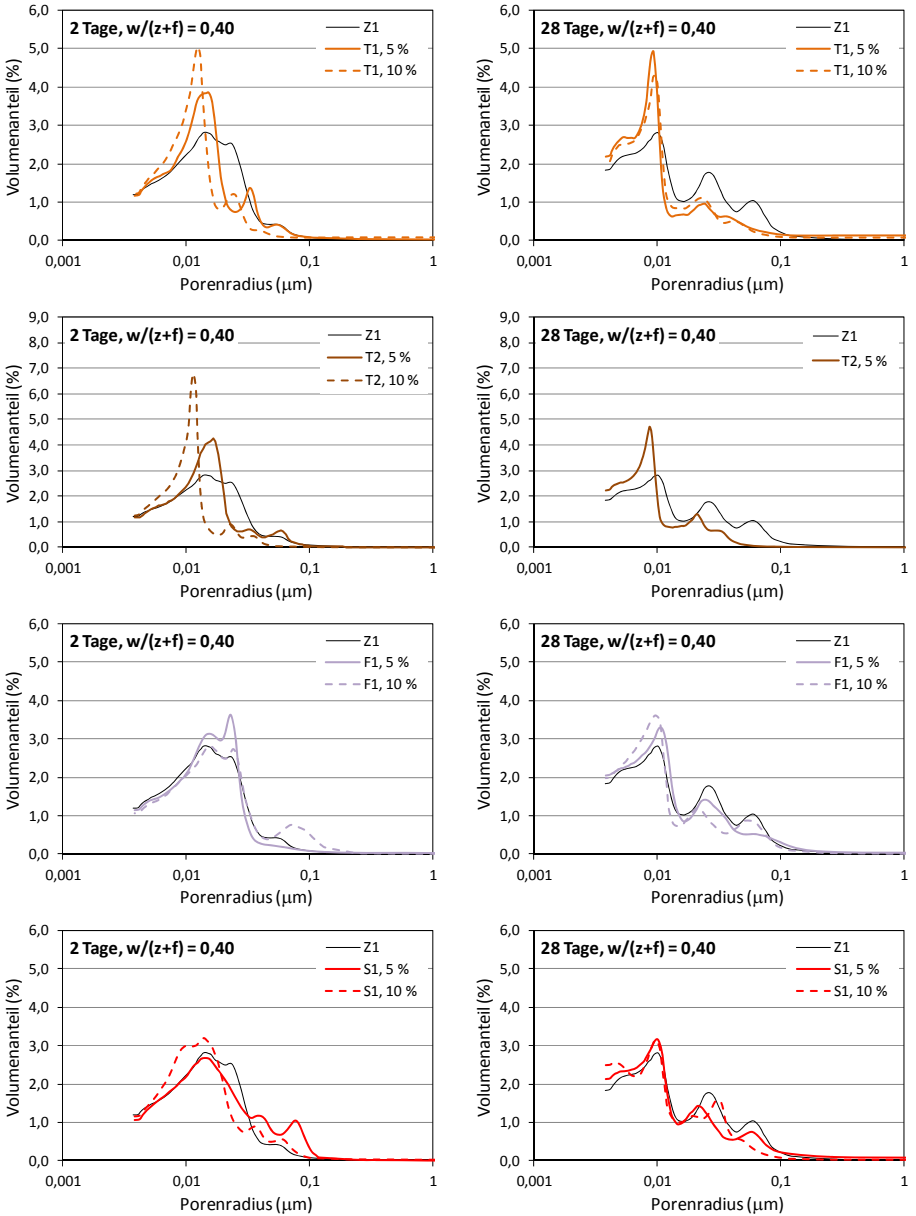 2 Tage, w/(z+f) = 0,40
Z1
T1, 5 %
T1, 10 %
Volumenanteil (%)
6,0
5,0
4,0
3,0
2,0
1,0
0,0
0,001 0,01 0,1 1
Porenradius (µm)
28 Tage, w/(z+f) = 0,40
Z1
T1, 5 %
T1, 10 %
Volumenanteil (%)
6,0
5,0
4,0
3,0
2,0
1,0
0,0
0,001 0,01 0,1 1
Porenradius (µm)
2 Tage, w/(z+f) = 0,40
Z1
T2, 5 %
T2, 10 %
Volumenanteil (%)
9,0
8,0
7,0
6,0
5,0
4,0
3,0
2,0
1,0
0,0
0,001 0,01 0,1 1
Porenradius (µm)
28 Tage, w/(z+f) = 0,40
Z1
T2, 5 %
Volumenanteil (%)
9,0
8,0
7,0
6,0
5,0
4,0
3,0
2,0
1,0
0,0
0,001 0,01 0,1 1
Porenradius (µm)
2 Tage, w/(z+f) = 0,40
Z1
F1, 5 %
F1, 10 %
Volumenanteil (%)
6,0
5,0
4,0
3,0
2,0
1,0
0,0
0,001 0,01 0,1 1
Porenradius (µm)
28 Tage, w/(z+f) = 0,40
Z1
F1, 5 %
F1, 10 %
Volumenanteil (%)
6,0
5,0
4,0
3,0
2,0
1,0
0,0
0,001 0,01 0,1 1
Porenradius (µm)
2 Tage, w/(z+f) = 0,40
Z1
S1, 5 %
S1, 10 %
Volumenanteil (%)
6,0
5,0
4,0
3,0
2,0
1,0
0,0
0,001 0,01 0,1 1
Porenradius (µm)
28 Tage, w/(z+f) = 0,40
Z1
S1, 5 %
S1, 10 %
Volumenanteil (%)
6,0
5,0
4,0
3,0
2,0
1,0
0,0
0,001 0,01 0,1 1
Porenradius (µm)